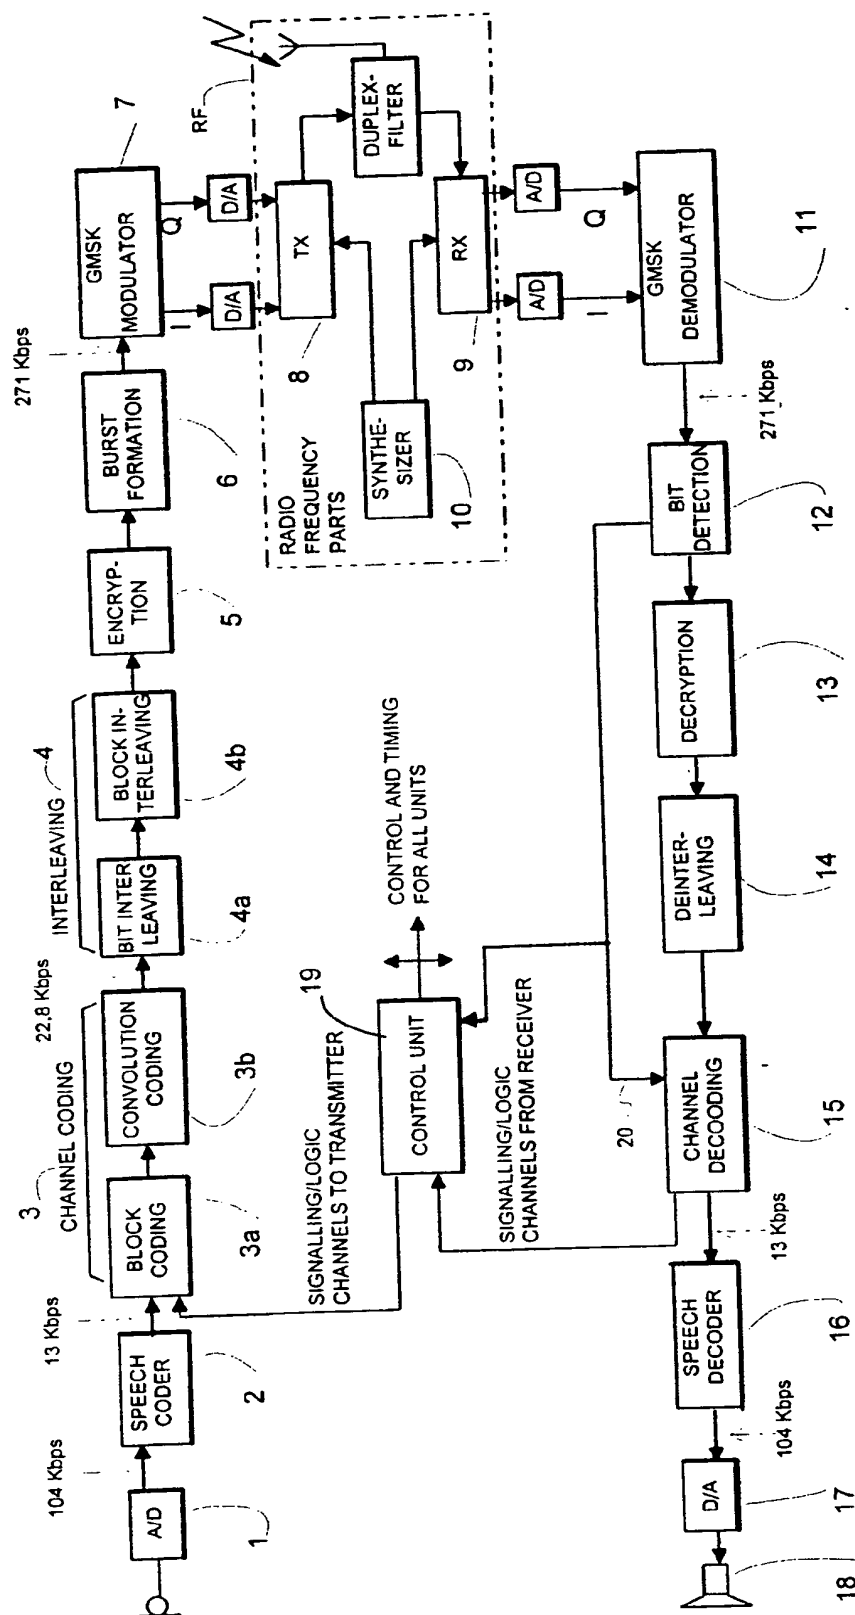 A/D
1
104 Kbps
SPEECH
CODER
2
13 Kbps
3
CHANNEL CODING
BLOCK
CODING
3a
CONVOLUTION
CODING
3b
22.8 Kbps
INTERLEAVING
4
BIT INTER
LEAVING
4a
BLOCK IN-
TERLEAVING
4b
ENCRYP-
TION
5
BURST
FORMATION
6
271 Kbps
GMSK
MODULATOR
7
I
Q
D/A
D/A
RF
TX
8
DUPLEX-
FILTER
RX
9
SYNTHE-
SIZER
10
RADIO
FREQUENCY
PARTS
A/D
A/D
I
Q
GMSK
DEMODULATOR
11
271 Kbps
BIT
DETECTION
12
DECRYPTION
13
DEINTER-
LEAVING
14
CHANNEL
DECOODING
15
20
13 Kbps
SPEECH
DECODER
16
104 Kbps
D/A
17
18
SIGNALLING/LOGIC
CHANNELS TO TRANSMITTER
CONTROL UNIT
19
CONTROL AND TIMING
FOR ALL UNITS
SIGNALLING/LOGIC
CHANNELS FROM RECEIVER